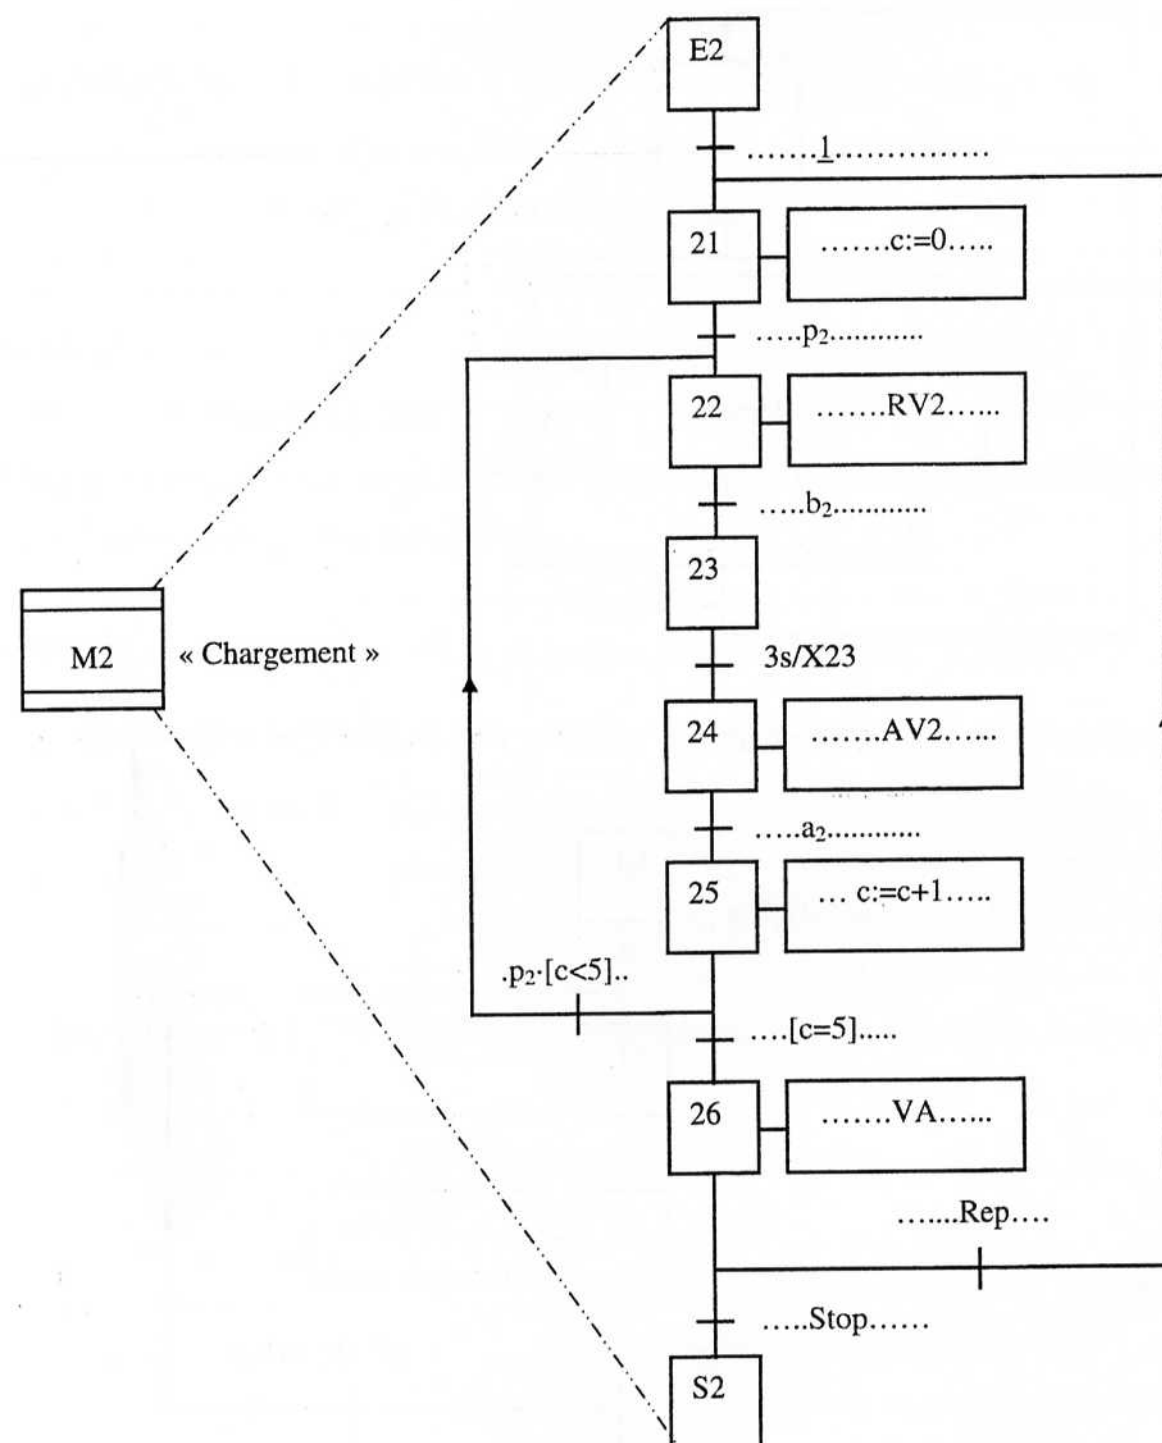 E2
.......1...............
21
.......c:=0.....
.....p₂............
22
.......RV2......
.....b₂............
23
M2
« Chargement »
3s/X23
24
.......AV2......
.....a₂............
25
... c:=c+1.....
.p₂·[c<5]..
....[c=5].....
26
.......VA......
.......Rep....
.....Stop......
S2